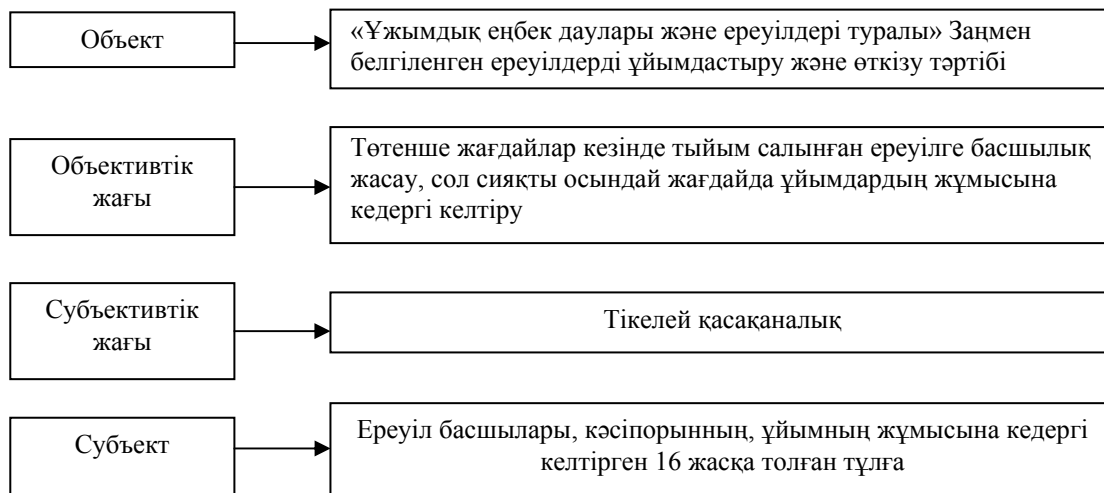 Объект
«Ұжымдық еңбек даулары және ереуілдері туралы» Заңмен
белгіленген ереуілдерді ұйымдастыру және өткізу тәртібі
Объективтік
жағы
Төтенше жағдайлар кезінде тыйым салынған ереуілге басшылық
жасау, сол сияқты осындай жағдайда ұйымдардың жұмысына
кедергі келтіру
Субъективтік
жағы
Тікелей қасақаналық
Субъект
Ереуіл басшылары, кәсіпорынның, ұйымның жұмысына кедергі
келтірген 16 жасқа толған тұлға